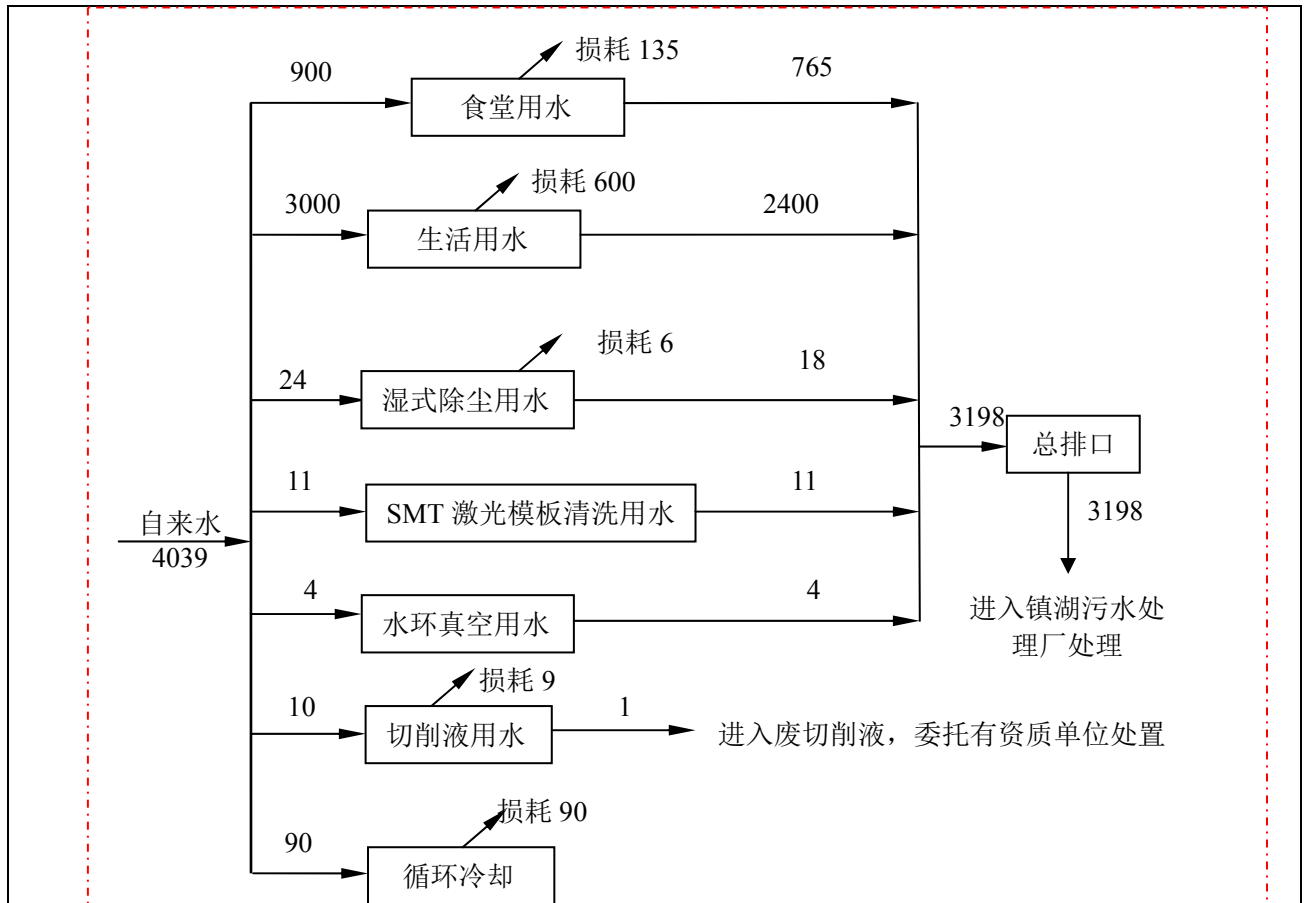 损耗 135
900
765
食堂用水
损耗 600
3000
2400
生活用水
损耗 6
24
18
湿式除尘用水
3198
总排口
11
11
SMT 激光模板清洗用水
3198
自来水
4039
4
4
水环真空用水
进入镇湖污水处
理厂处理
损耗 9
10
1
切削液用水
进入废切削液，委托有资质单位处置
损耗 90
90
循环冷却